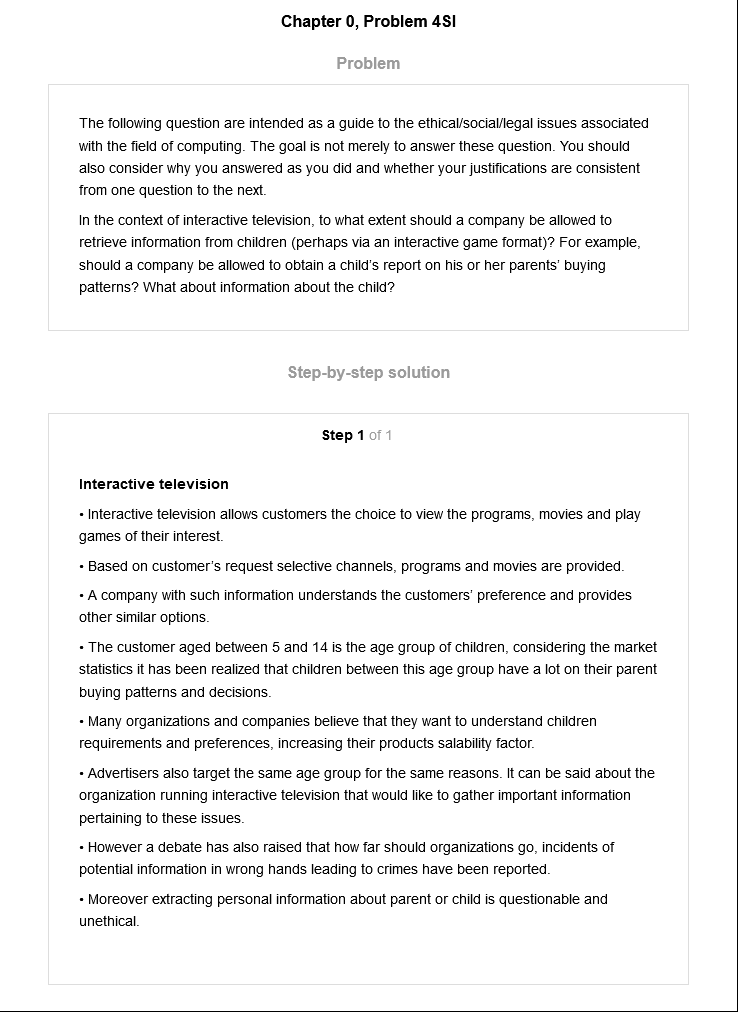 Chapter 0, Problem 4SI
Problem
The following question are intended as a guide to the ethical/social/legal issues associated
with the field of computing. The goal is not merely to answer these question. You should
also consider why you answered as you did and whether your justifications are consistent
from one question to the next.
In the context of interactive television, to what extent should a company be allowed to
retrieve information from children (perhaps via an interactive game format)? For example,
should a company be allowed to obtain a child’s report on his or her parents’ buying
patterns? What about information about the child?
Step-by-step solution
Step 1 of 1
Interactive television
• Interactive television allows customers the choice to view the programs, movies and play
games of their interest.
• Based on customer’s request selective channels, programs and movies are provided.
• A company with such information understands the customers’ preference and provides
other similar options.
• The customer aged between 5 and 14 is the age group of children, considering the market
statistics it has been realized that children between this age group have a lot on their parent
buying patterns and decisions.
• Many organizations and companies believe that they want to understand children
requirements and preferences, increasing their products salability factor.
• Advertisers also target the same age group for the same reasons. It can be said about the
organization running interactive television that would like to gather important information
pertaining to these issues.
• However a debate has also raised that how far should organizations go, incidents of
potential information in wrong hands leading to crimes have been reported.
• Moreover extracting personal information about parent or child is questionable and
unethical.